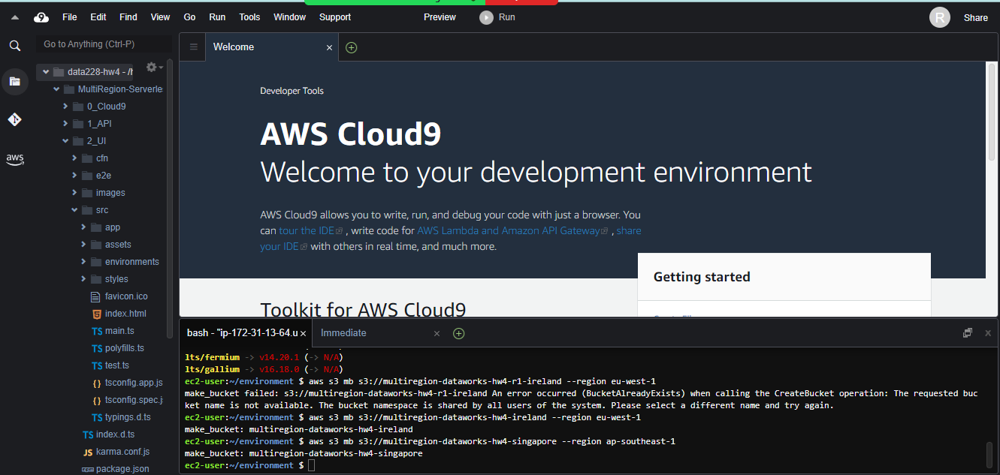 File Edit Find View Go Run Tools Window Support Preview Run R Share
Go to Anything (Ctrl-P)
data228-hw4 - /h
MultiRegion-Serverles
0_Cloud9
1_API
2_UI
cfn
e2e
images
src
app
assets
environments
styles
favicon.ico
index.html
TS main.ts
TS polyfills.ts
TS test.ts
{} tsconfig.app.js
{} tsconfig.spec.j
TS typings.d.ts
TS index.d.ts
JS karma.conf.js
package.json
aws
Welcome
Developer Tools
AWS Cloud9
Welcome to your development environment
AWS Cloud9 allows you to write, run, and debug your code with just a browser. You
can tour the IDE , write code for AWS Lambda and Amazon API Gateway , share
your IDE with others in real time, and much more.
Getting started
Toolkit for AWS Cloud9
bash - "ip-172-31-13-64.u Immediate
lts/fermium -> v14.20.1 (-> N/A)
lts/gallium -> v16.18.0 (-> N/A)
ec2-user:~/environment $ aws s3 mb s3://multiregion-dataworks-hw4-r1-ireland --region eu-west-1
make_bucket failed: s3://multiregion-dataworks-hw4-r1-ireland An error occurred (BucketAlreadyExists) when calling the CreateBucket operation: The requested buc
ket name is not available. The bucket namespace is shared by all users of the system. Please select a different name and try again.
ec2-user:~/environment $ aws s3 mb s3://multiregion-dataworks-hw4-ireland --region eu-west-1
make_bucket: multiregion-dataworks-hw4-ireland
ec2-user:~/environment $ aws s3 mb s3://multiregion-dataworks-hw4-singapore --region ap-southeast-1
make_bucket: multiregion-dataworks-hw4-singapore
ec2-user:~/environment $